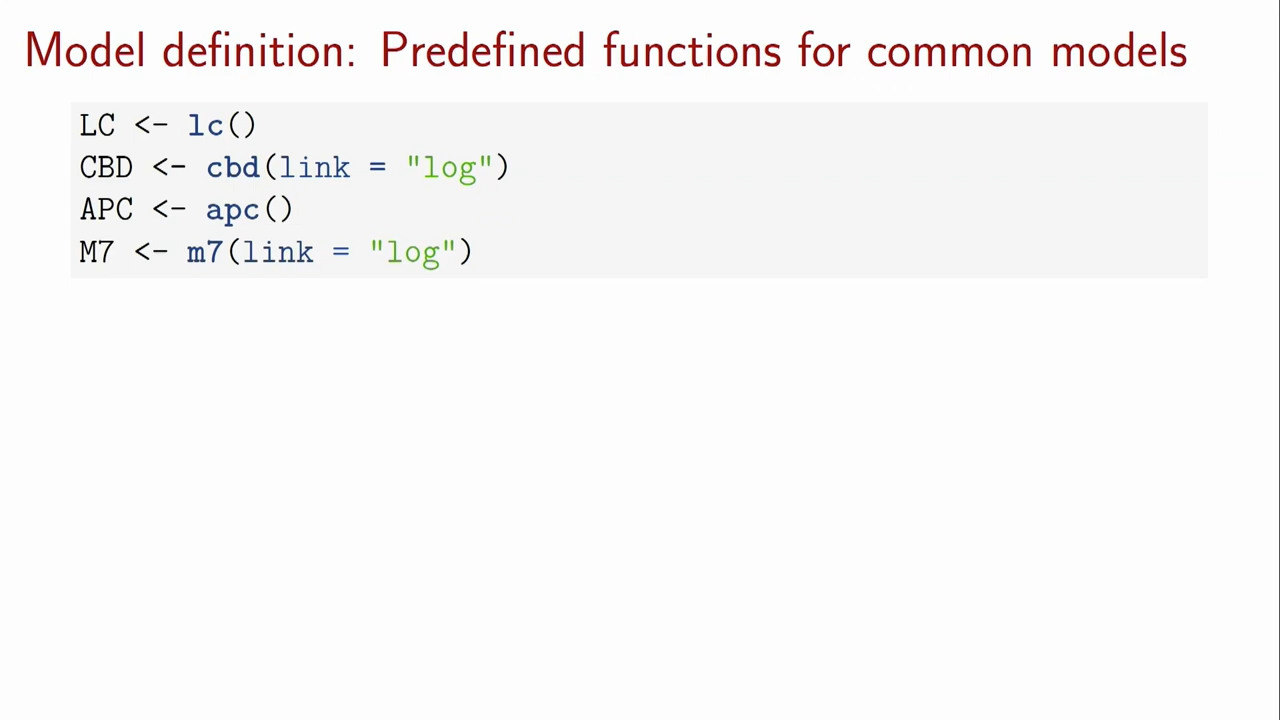 Model definition: Predefined functions for common models
LC <- lc()
CBD <- cbd(link = "log")
APC <- apc()
M7 <- m7(link = "log")